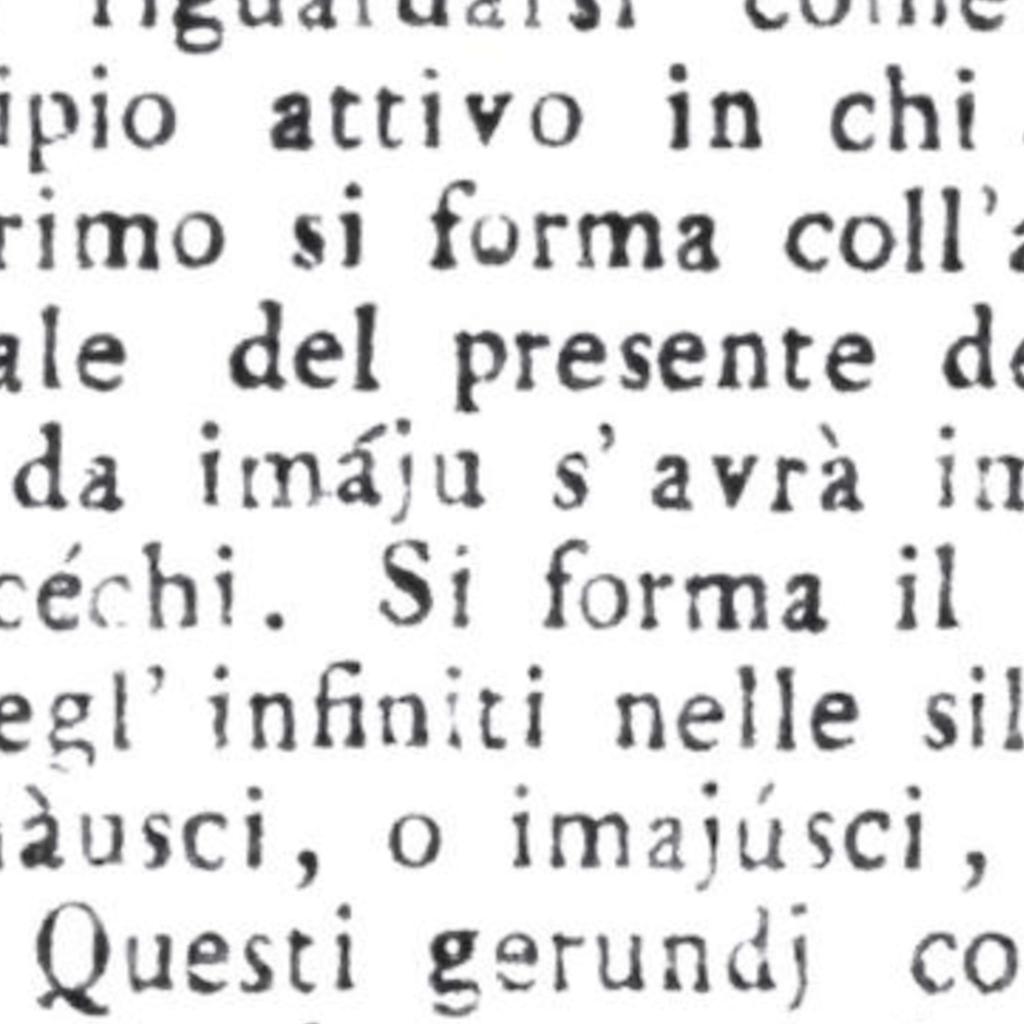 riguardarsi come
ipio attivo in chi
rimo si forma coll'a
ale del presente de
da imáju s'avrà im
céchi. Si forma il
egl' infiniti nelle sil
àusci, o imajúsci,
Questi gerundj co